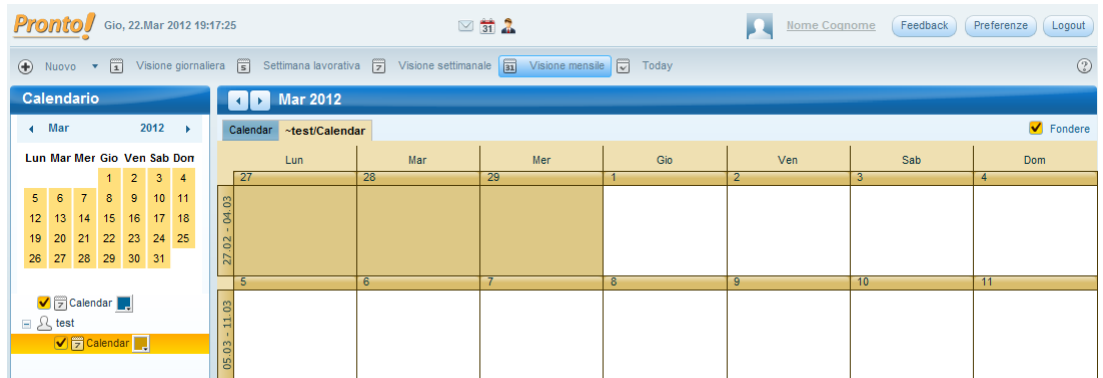 Pronto! Gio, 22.Mar 2012 19:17:25 31 Nome Cognome Feedback Preferenze Logout
Nuovo 1 Visione giornaliera 5 Settimana lavorativa 7 Visione settimanale 31 Visione mensile Today ?
Calendario
Mar 2012
Lun Mar Mer Gio Ven Sab Dom
1 2 3 4
5 6 7 8 9 10 11
12 13 14 15 16 17 18
19 20 21 22 23 24 25
26 27 28 29 30 31
7 Calendar
test
7 Calendar
Mar 2012
Calendar ~test/Calendar Fondere
Lun Mar Mer Gio Ven Sab Dom
27 28 29 1 2 3 4
27.02 - 04.03
5 6 7 8 9 10 11
05.03 - 11.03